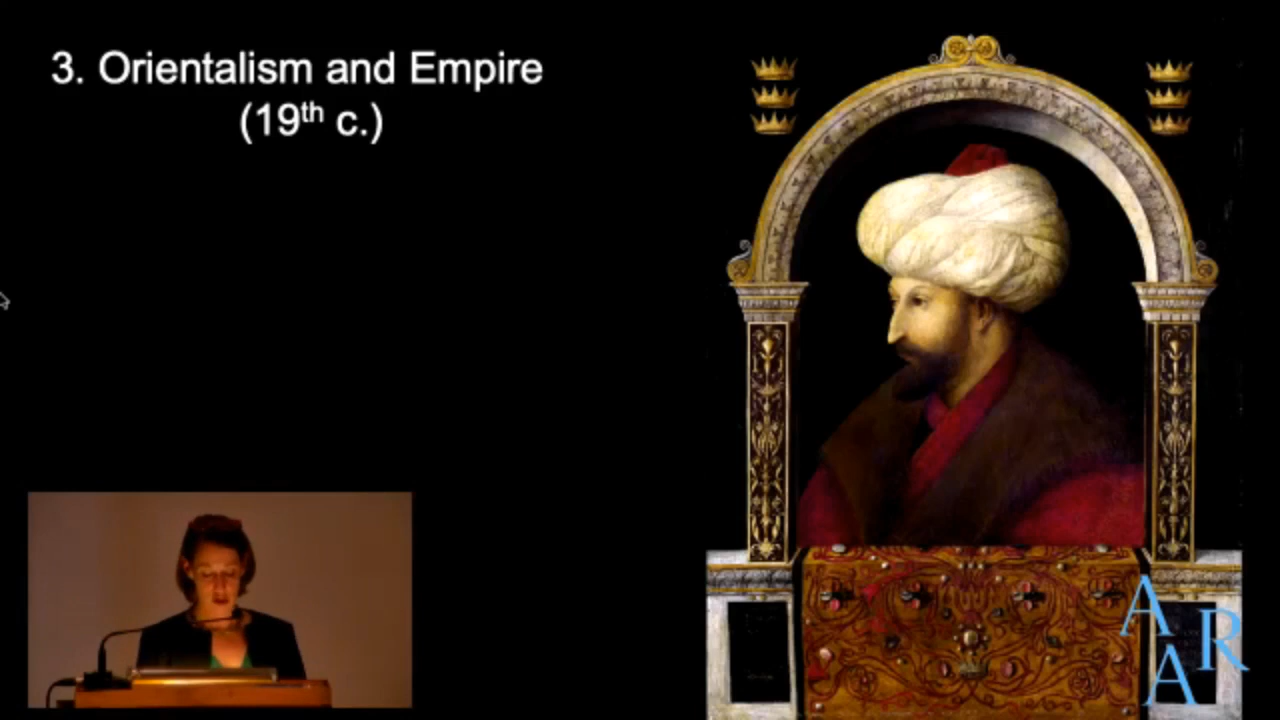 3. Orientalism and Empire
(19th c.)
A
R
A